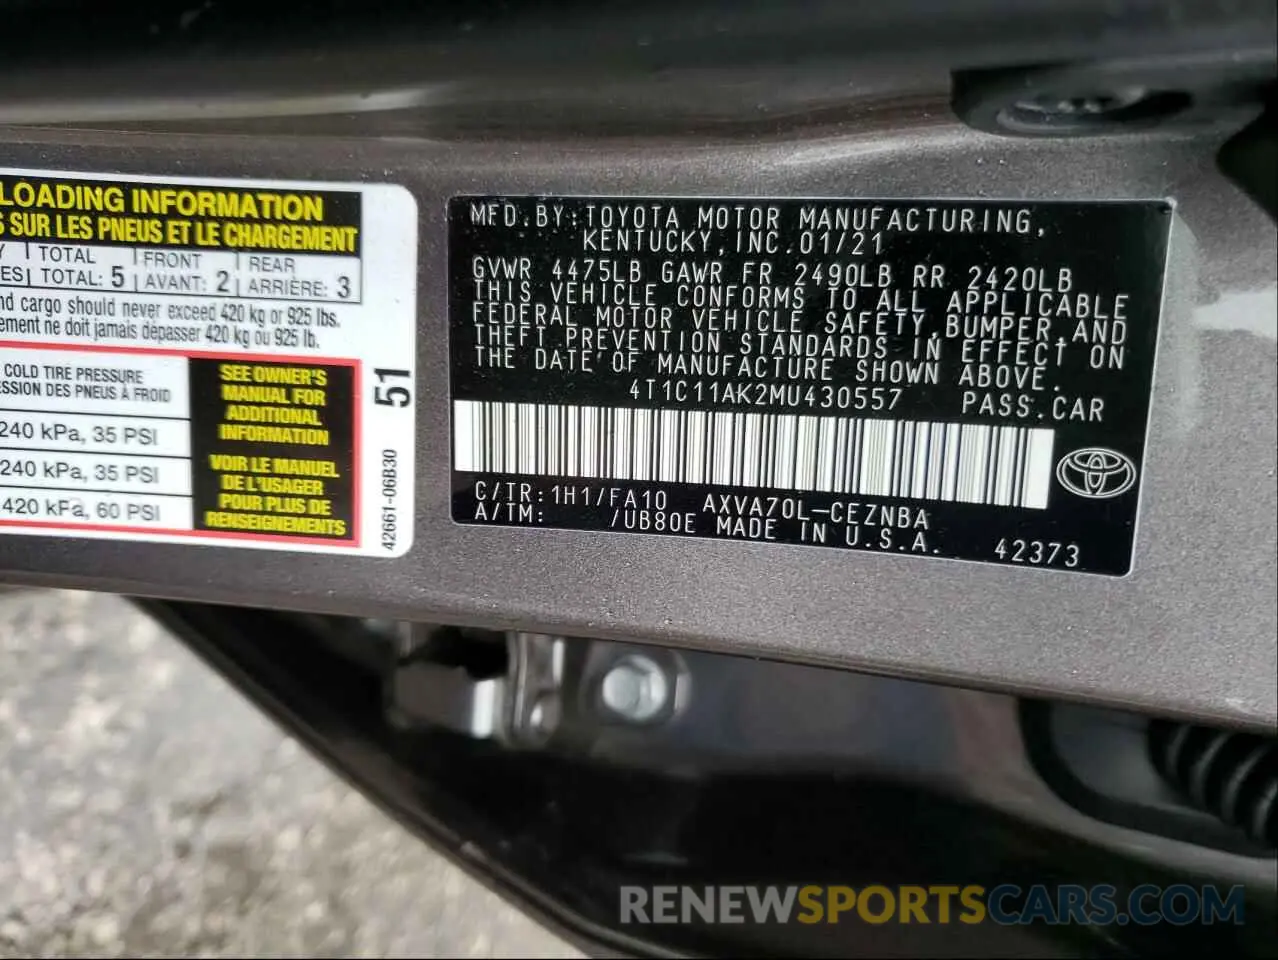 LOADING INFORMATION
S SUR LES PNEUS ET LE CHARGEMENT
TOTAL FRONT REAR
TOTAL: 5 AVANT: 2 ARRIÈRE: 3
nd cargo should never exceed 420 kg or 925 lbs.
ement ne doit jamais dépasser 420 kg ou 925 lb.
COLD TIRE PRESSURE
ESSION DES PNEUS À FROID
240 kPa, 35 PSI
240 kPa, 35 PSI
420 kPa, 60 PSI
SEE OWNER'S
MANUAL FOR
ADDITIONAL
INFORMATION
VOIR LE MANUEL
DE L'USAGER
POUR PLUS DE
RENSEIGNEMENTS
51
42661-06B30
MFD.BY:TOYOTA MOTOR MANUFACTURING,
KENTUCKY,INC.01/21
GVWR 4475LB GAWR FR 2490LB RR 2420LB
THIS VEHICLE CONFORMS TO ALL APPLICABLE
FEDERAL MOTOR VEHICLE SAFETY,BUMPER,AND
THEFT PREVENTION STANDARDS IN EFFECT ON
THE DATE OF MANUFACTURE SHOWN ABOVE.
4T1C11AK2MU430557 PASS.CAR
C/TR:1H1/FA10 AXVA70L-CEZNBA
A/TM: /UB80E MADE IN U.S.A. 42373
RENEWSPORTSCARS.COM